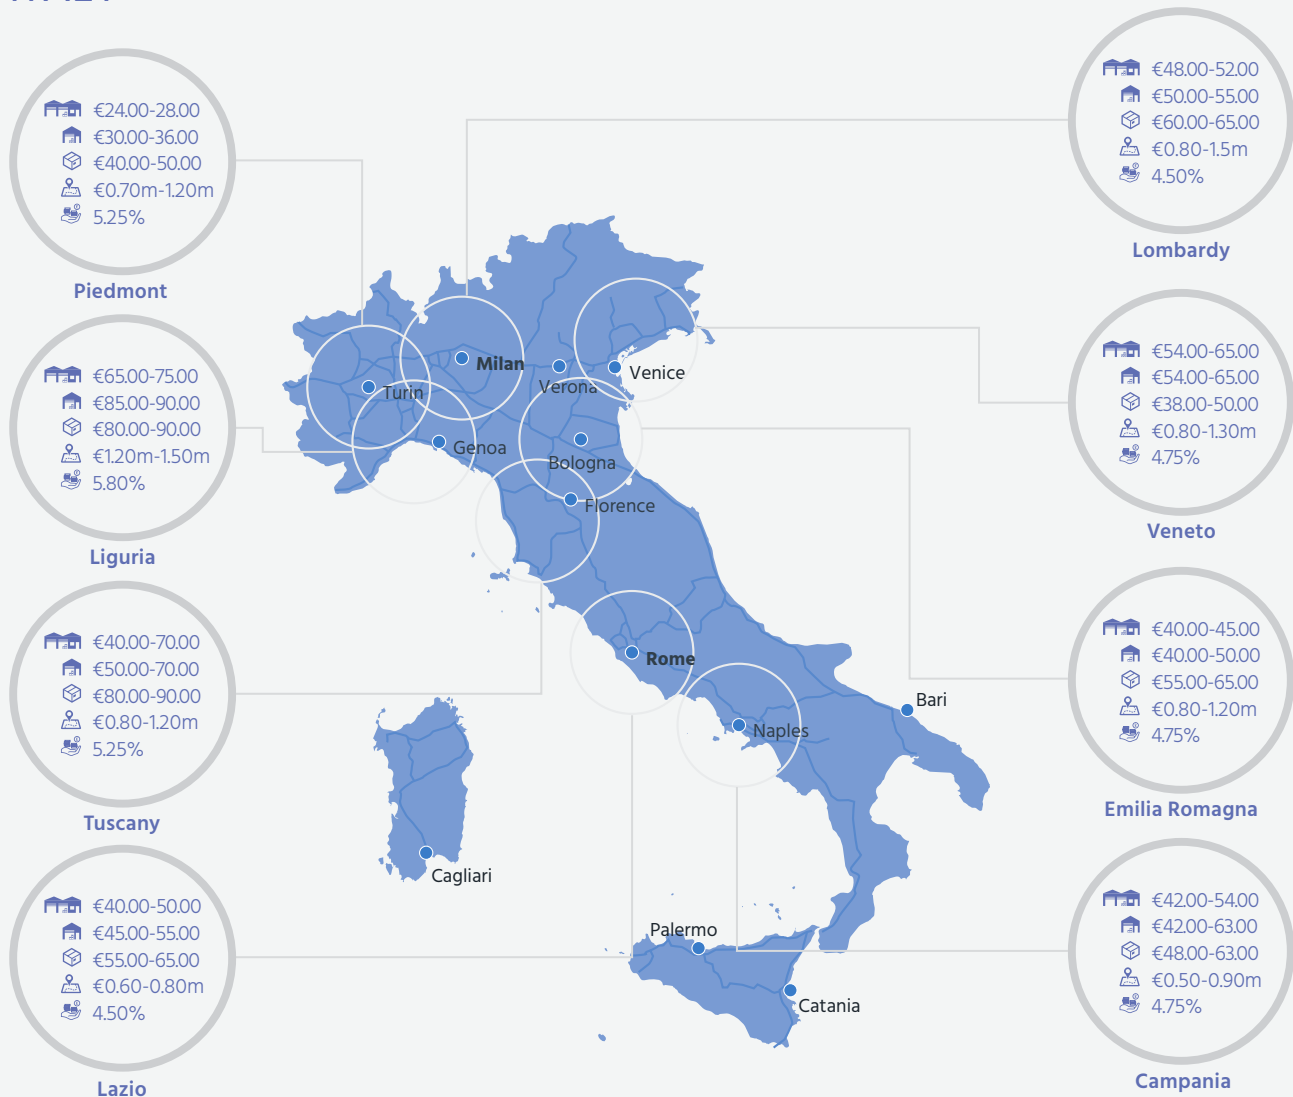 €24.00-28.00
€30.00-36.00
€40.00-50.00
€0.70m-1.20m
5.25%
Piedmont
€65.00-75.00
€85.00-90.00
€80.00-90.00
€1.20m-1.50m
5.80%
Liguria
€40.00-70.00
€50.00-70.00
€80.00-90.00
€0.80-1.20m
5.25%
Tuscany
€40.00-50.00
€45.00-55.00
€55.00-65.00
€0.60-0.80m
4.50%
Lazio
Milan
Turin
Verona
Venice
Genoa
Bologna
Florence
Rome
Naples
Bari
Cagliari
Palermo
Catania
€48.00-52.00
€50.00-55.00
€60.00-65.00
€0.80-1.5m
4.50%
Lombardy
€54.00-65.00
€54.00-65.00
€38.00-50.00
€0.80-1.30m
4.75%
Veneto
€40.00-45.00
€40.00-50.00
€55.00-65.00
€0.80-1.20m
4.75%
Emilia Romagna
€42.00-54.00
€42.00-63.00
€48.00-63.00
€0.50-0.90m
4.75%
Campania